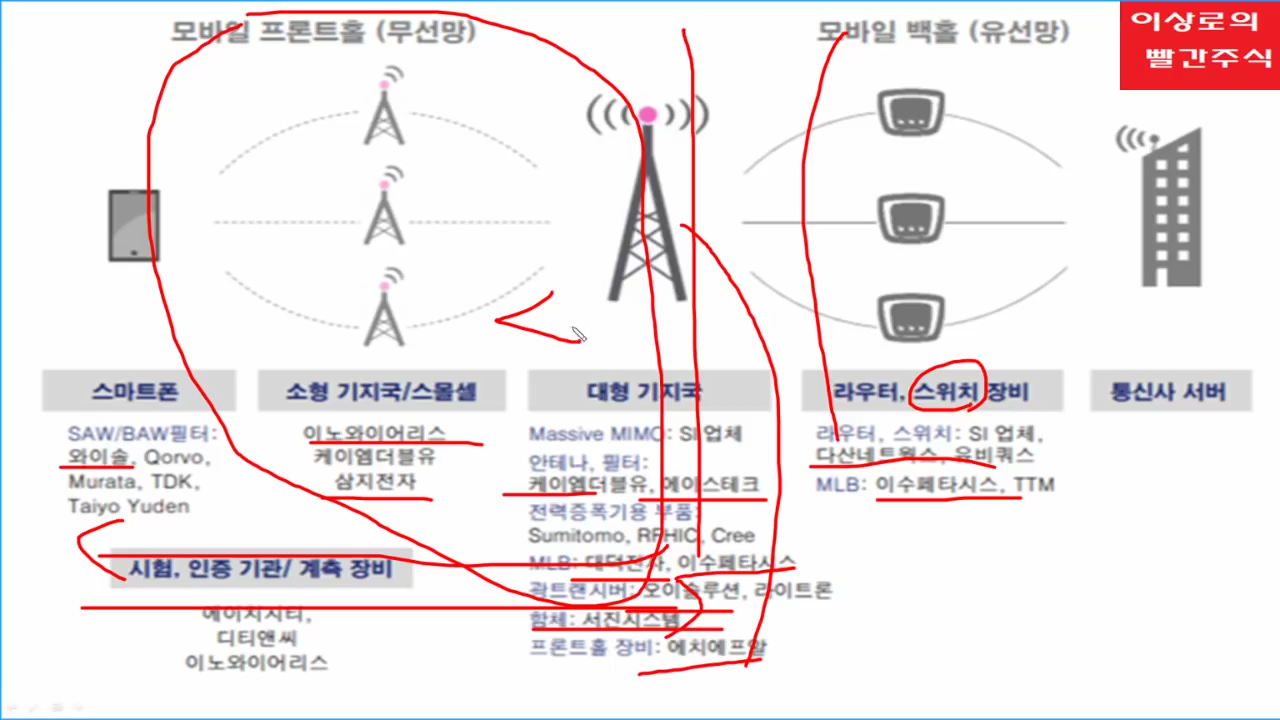 모바일 프론트홀 (무선망)
모바일 백홀 (유선망)
이상로의
빨간주식
스마트폰
SAW/BAW필터:
와이솔, Qorvo,
Murata, TDK,
Taiyo Yuden
소형 기지국/스몰셀
이노와이어리스
케이엠더블유
삼지전자
대형 기지국
Massive MIMO: SI 업체
안테나, 필터:
케이엠더블유, 에이스테크
전력증폭기용 부품:
Sumitomo, RFHIC, Cree
MLB: 대덕전자, 이수페타시스
광트랜시버: 오이솔루션, 라이트론
함체: 서진시스템
프론트홀 장비: 에치에프알
라우터, 스위치 장비
라우터, 스위치: SI 업체,
다산네트웍스, 유비쿼스
MLB: 이수페타시스, TTM
통신사 서버
시험, 인증 기관/ 계측 장비
에이치시티,
디티앤씨
이노와이어리스